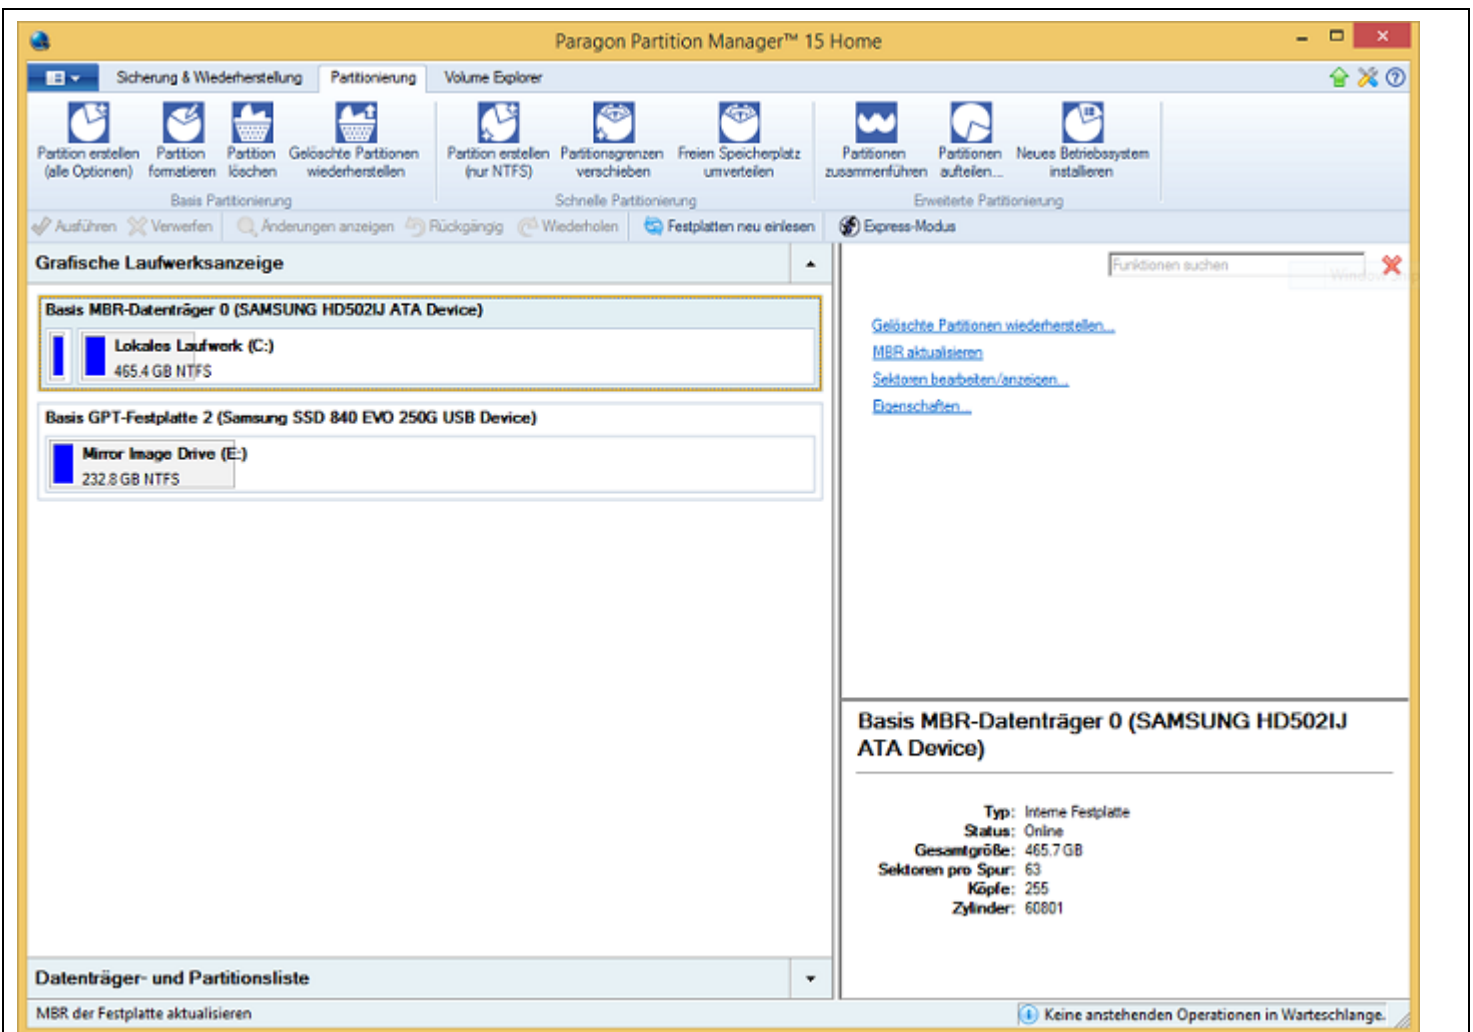 Paragon Partition Manager™ 15 Home
Sicherung & Wiederherstellung Partitionierung Volume Explorer
Partition erstellen (alle Optionen)
Partition formatieren
Partition löschen
Gelöschte Partitionen wiederherstellen
Partition erstellen (nur NTFS)
Partitionsgrenzen verschieben
Freien Speicherplatz umverteilen
Partitionen zusammenführen
Partitionen aufteilen...
Neues Betriebssystem installieren
Basis Partitionierung Schnelle Partitionierung Erweiterte Partitionierung
Ausführen Verwerfen Änderungen anzeigen Rückgängig Wiederholen Festplatten neu einlesen Express-Modus
Grafische Laufwerksanzeige
Funktionen suchen
Basis MBR-Datenträger 0 (SAMSUNG HD502IJ ATA Device)
Lokales Laufwerk (C:)
465.4 GB NTFS
Basis GPT-Festplatte 2 (Samsung SSD 840 EVO 250G USB Device)
Mirror Image Drive (E:)
232.8 GB NTFS
Gelöschte Partitionen wiederherstellen...
MBR aktualisieren
Sektoren bearbeiten/anzeigen...
Eigenschaften...
Basis MBR-Datenträger 0 (SAMSUNG HD502IJ
ATA Device)
Typ: Interne Festplatte
Status: Online
Gesamtgröße: 465.7 GB
Sektoren pro Spur: 63
Köpfe: 255
Zylinder: 60801
Datenträger- und Partitionsliste
MBR der Festplatte aktualisieren
Keine anstehenden Operationen in Warteschlange.